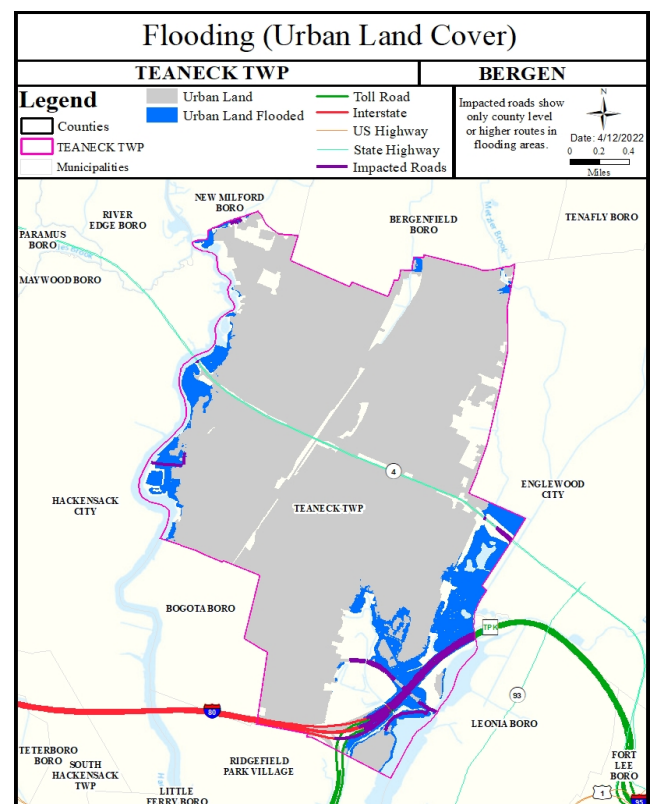 Flooding (Urban Land Cover)
TEANECK TWP
BERGEN
Legend
Counties
TEANECK TWP
Municipalities
Urban Land
Urban Land Flooded
Toll Road
Interstate
US Highway
State Highway
Impacted Roads
Impacted roads show
only county level
or higher routes in
flooding areas.
N
Date: 4/12/2022
0 0.2 0.4
Miles
NEW MILFORD
BORO
RIVER
EDGE BORO
BERGENFIELD
BORO
TENAFLY BORO
PARAMUS
BORO
MAYWOOD BORO
4
ENGLEWOOD
CITY
HACKENSACK
CITY
TEANECK TWP
BOGOTA BORO
TPK
93
80
LEONIA BORO
TETERBORO
BORO
SOUTH
HACKENSACK
TWP
RIDGEFIELD
PARK VILLAGE
FORT
LEE
BORO
LITTLE
FERRY BORO
1
95